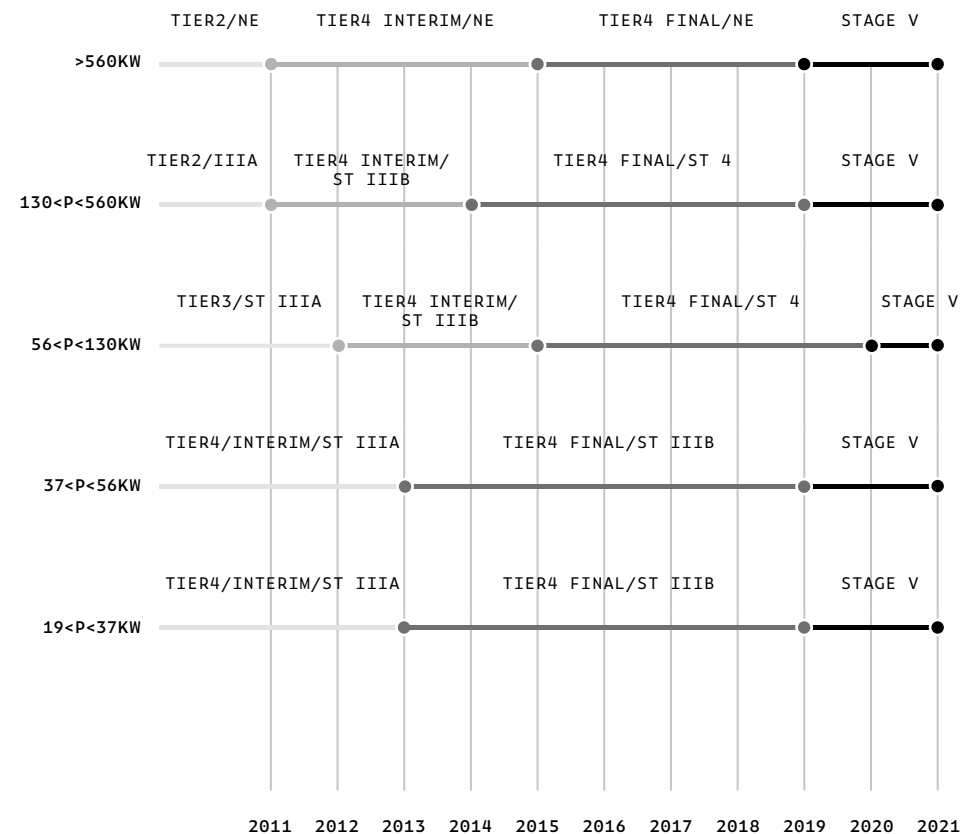 TIER2/NE TIER4 INTERIM/NE TIER4 FINAL/NE STAGE V
>560KW
TIER2/IIIA TIER4 INTERIM/ TIER4 FINAL/ST 4 STAGE V
ST IIIB
130<P<560KW
TIER3/ST IIIA TIER4 INTERIM/ TIER4 FINAL/ST 4 STAGE V
ST IIIB
56<P<130KW
TIER4/INTERIM/ST IIIA TIER4 FINAL/ST IIIB STAGE V
37<P<56KW
TIER4/INTERIM/ST IIIA TIER4 FINAL/ST IIIB STAGE V
19<P<37KW
2011 2012 2013 2014 2015 2016 2017 2018 2019 2020 2021